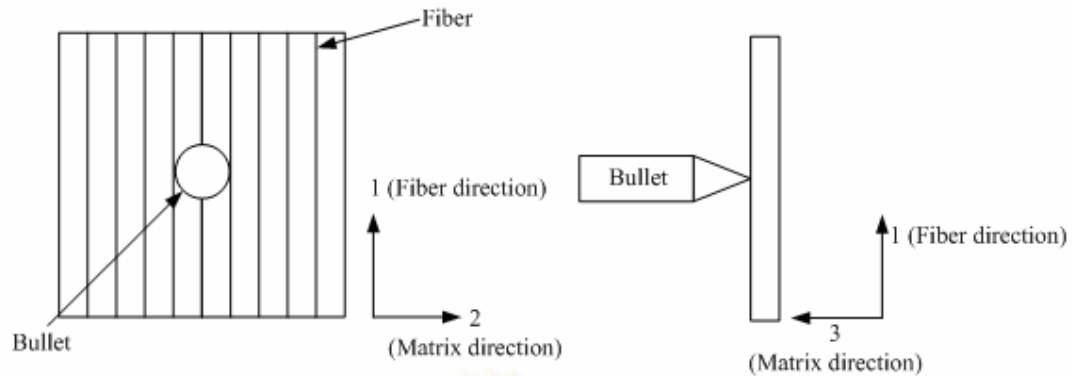 Fiber
Bullet
1 (Fiber direction)
2
(Matrix direction)
Bullet
1 (Fiber direction)
3
(Matrix direction)